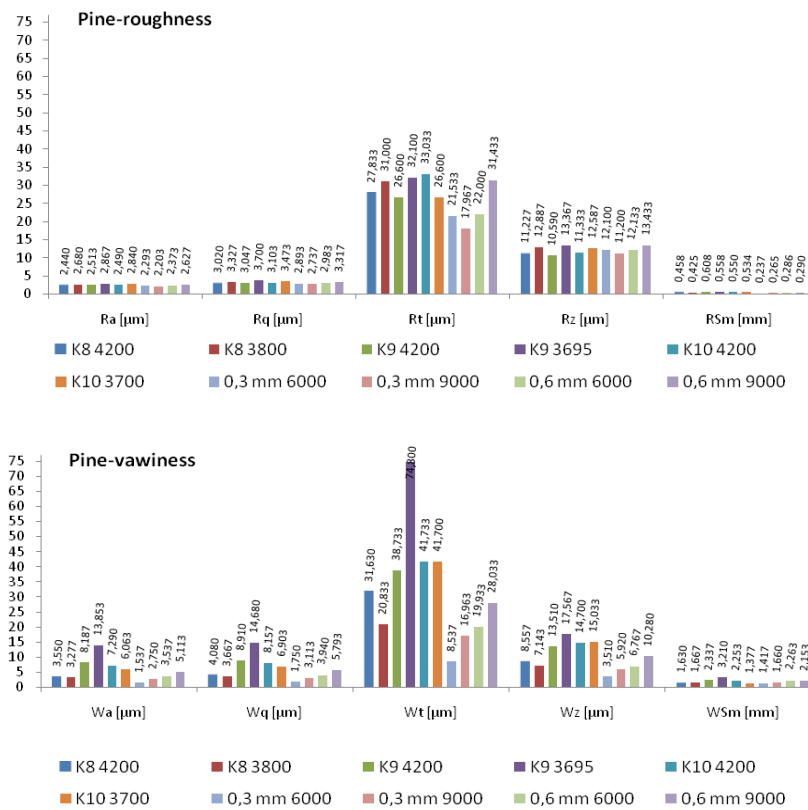 Pine-roughness
75
70
65
60
55
50
45
40
35
30
25
20
15
10
5
0
2,440 2,680 2,513 2,867 2,490 2,840 2,293 2,203 2,373 2,627
3,020 3,327 3,047 3,700 3,103 3,473 2,893 2,737 2,983 3,317
27,833 31,000 26,600 32,100 33,033 26,600 21,533 17,967 22,000 31,433
11,227 12,887 10,590 13,367 11,333 12,587 12,100 11,200 12,133 13,433
0,458 0,425 0,608 0,558 0,550 0,534 0,237 0,265 0,286 0,290
Ra [µm] Rq [µm] Rt [µm] Rz [µm] RSm [mm]
K8 4200 K8 3800 K9 4200 K9 3695 K10 4200
K10 3700 0,3 mm 6000 0,3 mm 9000 0,6 mm 6000 0,6 mm 9000
Pine-vawiness
75
70
65
60
55
50
45
40
35
30
25
20
15
10
5
0
3,550 3,277 8,187 13,853 7,290 6,063 1,537 2,750 3,537 5,113
4,080 3,667 8,910 14,680 8,157 6,903 1,750 3,113 3,940 5,793
31,630 20,833 38,733 74,800 41,733 41,700 8,537 16,963 19,933 28,033
8,557 7,143 13,510 17,567 14,700 15,033 3,510 5,920 6,767 10,280
1,630 1,667 2,337 3,210 2,253 1,377 1,417 1,660 2,263 2,153
Wa [µm] Wq [µm] Wt [µm] Wz [µm] WSm [mm]
K8 4200 K8 3800 K9 4200 K9 3695 K10 4200
K10 3700 0,3 mm 6000 0,3 mm 9000 0,6 mm 6000 0,6 mm 9000